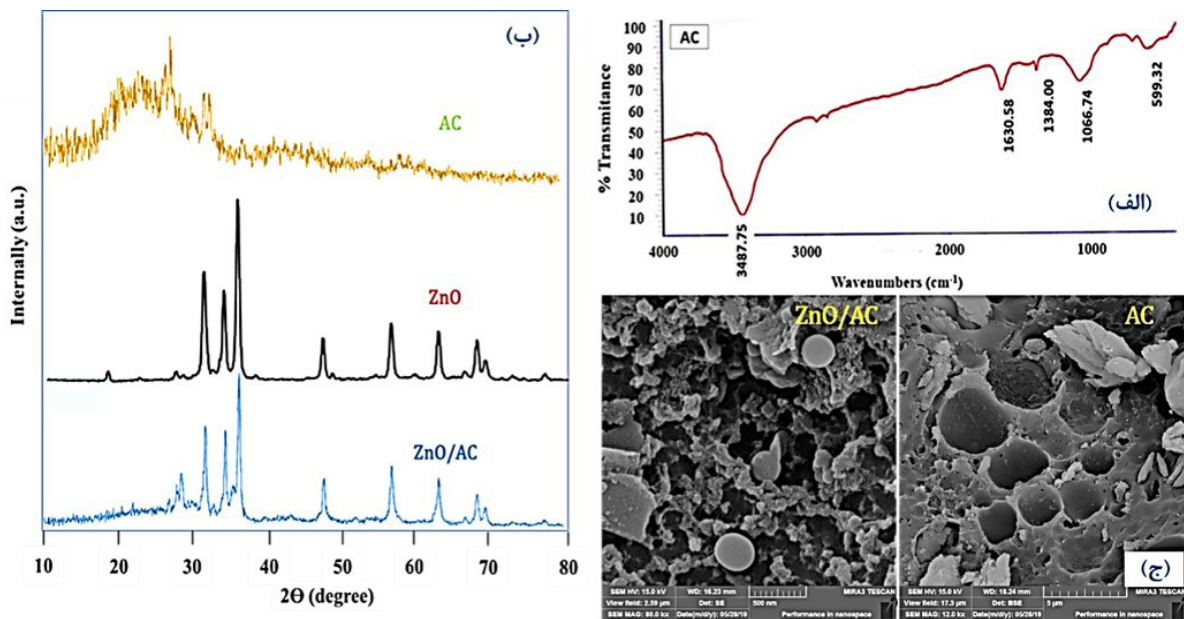 (ب)
AC
ZnO
ZnO/AC
Internally (a.u.)
10 20 30 40 50 60 70 80
2Ɵ (degree)
AC
100
90
80
70
60
50
40
30
20
10
% Transmitance
3487.75
1630.58
1384.00
1066.74
599.32
(الف)
4000 3000 2000 1000
Wavenumbers (cm⁻¹)
ZnO/AC
SEM HV: 15.0 kV WD: 16.23 mm MIRA3 TESCAN
View field: 2.59 µm Det: SE 500 nm
SEM MAG: 80.0 kx Date(m/d/y): 05/28/19 Performance in nanospace
AC
(ج)
SEM HV: 15.0 kV WD: 18.24 mm MIRA3 TESCAN
View field: 17.3 µm Det: BSE 5 µm
SEM MAG: 12.0 kx Date(m/d/y): 05/28/19 Performance in nanospace